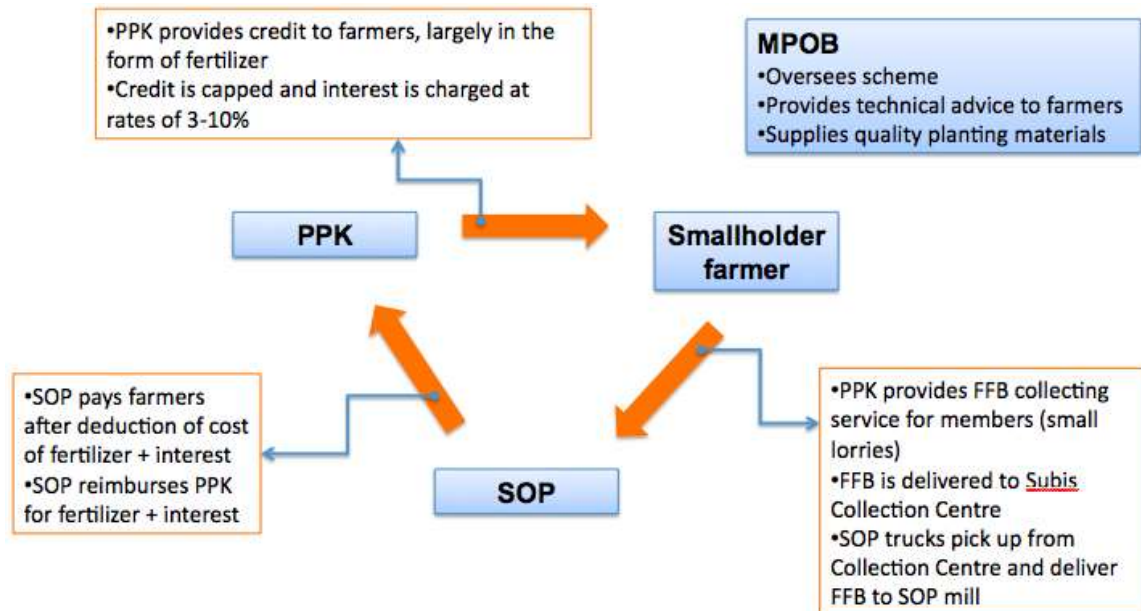 •PPK provides credit to farmers, largely in the
form of fertilizer
•Credit is capped and interest is charged at
rates of 3-10%
MPOB
•Oversees scheme
•Provides technical advice to farmers
•Supplies quality planting materials
PPK
Smallholder
farmer
•SOP pays farmers
after deduction of cost
of fertilizer + interest
•SOP reimburses PPK
for fertilizer + interest
SOP
•PPK provides FFB collecting
service for members (small
lorries)
•FFB is delivered to Subis
Collection Centre
•SOP trucks pick up from
Collection Centre and deliver
FFB to SOP mill